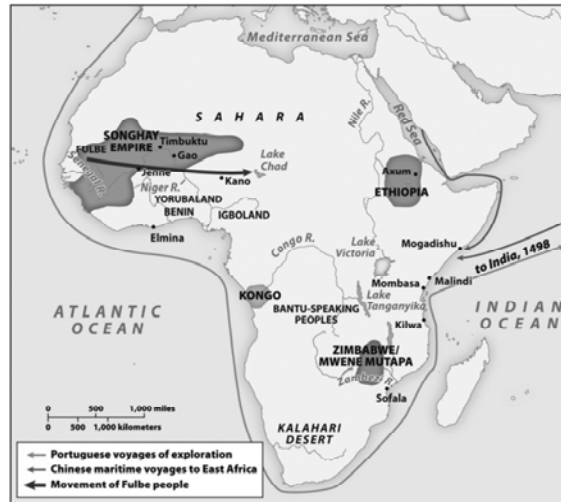 Mediterranean Sea
SAHARA
Nile R.
Red Sea
SONGHAY
EMPIRE
Timbuktu
FULBE
Gao
Senegal R.
Jenne
Niger R.
Kano
Lake
Chad
Axum
ETHIOPIA
YORUBALAND
BENIN
IGBOLAND
Elmina
Mogadishu
to India, 1498
Congo R.
Lake
Victoria
Mombasa
Malindi
KONGO
Lake
Tanganyika
BANTU-SPEAKING
PEOPLES
Kilwa
ATLANTIC
OCEAN
INDIAN
OCEAN
ZIMBABWE/
MWENE MUTAPA
Zambezi R.
Sofala
KALAHARI
DESERT
0 500 1,000 miles
0 500 1,000 kilometers
Portuguese voyages of exploration
Chinese maritime voyages to East Africa
Movement of Fulbe people